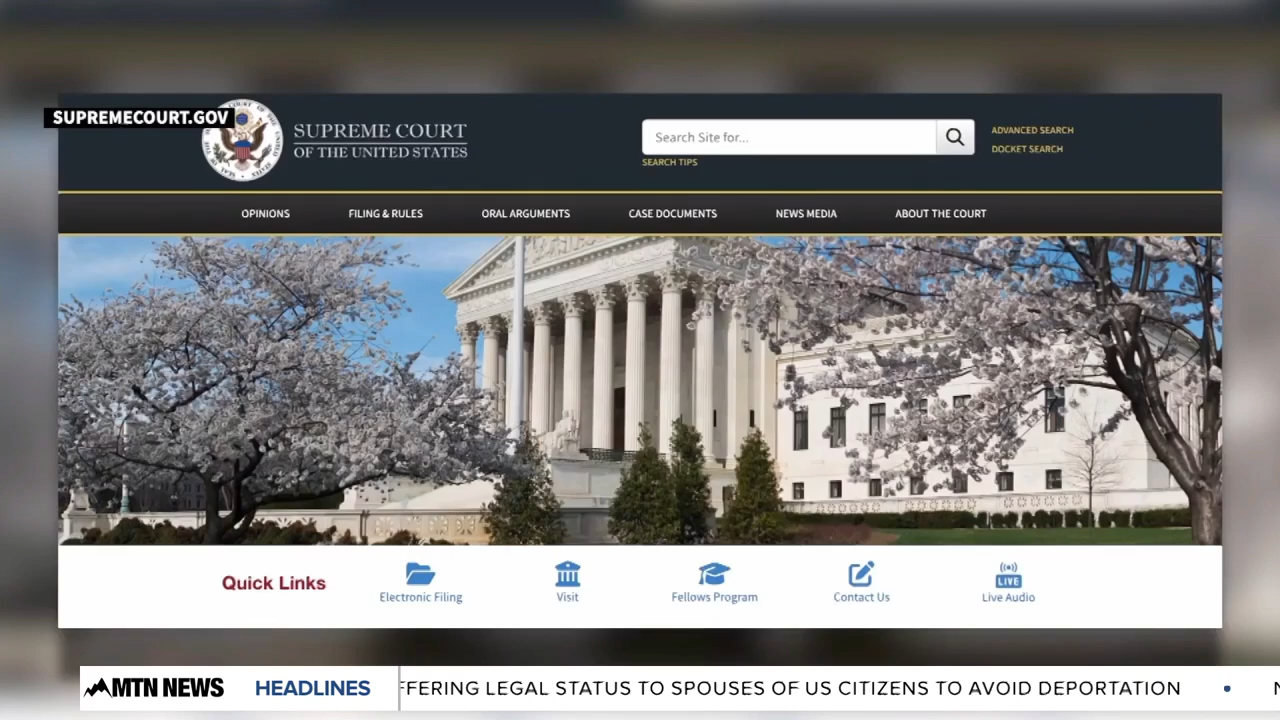 SUPREMECOURT.GOV
SUPREME COURT
OF THE UNITED STATES
Search Site for...
SEARCH TIPS
ADVANCED SEARCH
DOCKET SEARCH
OPINIONS
FILING & RULES
ORAL ARGUMENTS
CASE DOCUMENTS
NEWS MEDIA
ABOUT THE COURT
Quick Links
Electronic Filing
Visit
Fellows Program
Contact Us
LIVE
Live Audio
MTN NEWS
HEADLINES
FFERING LEGAL STATUS TO SPOUSES OF US CITIZENS TO AVOID DEPORTATION •